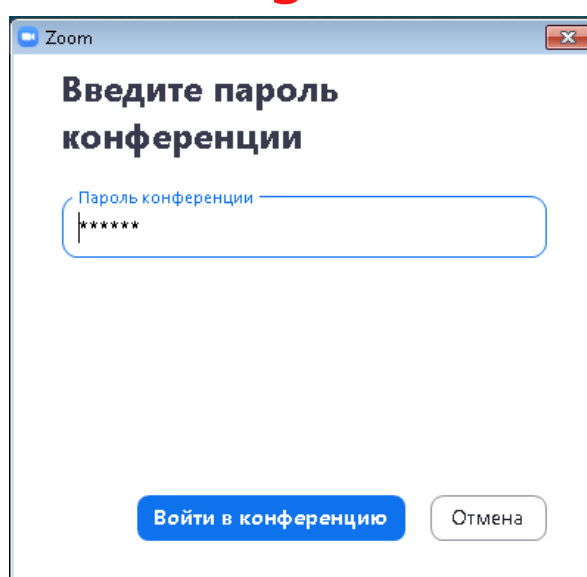 Zoom
Введите пароль
конференции
Пароль конференции
******
Войти в конференцию
Отмена